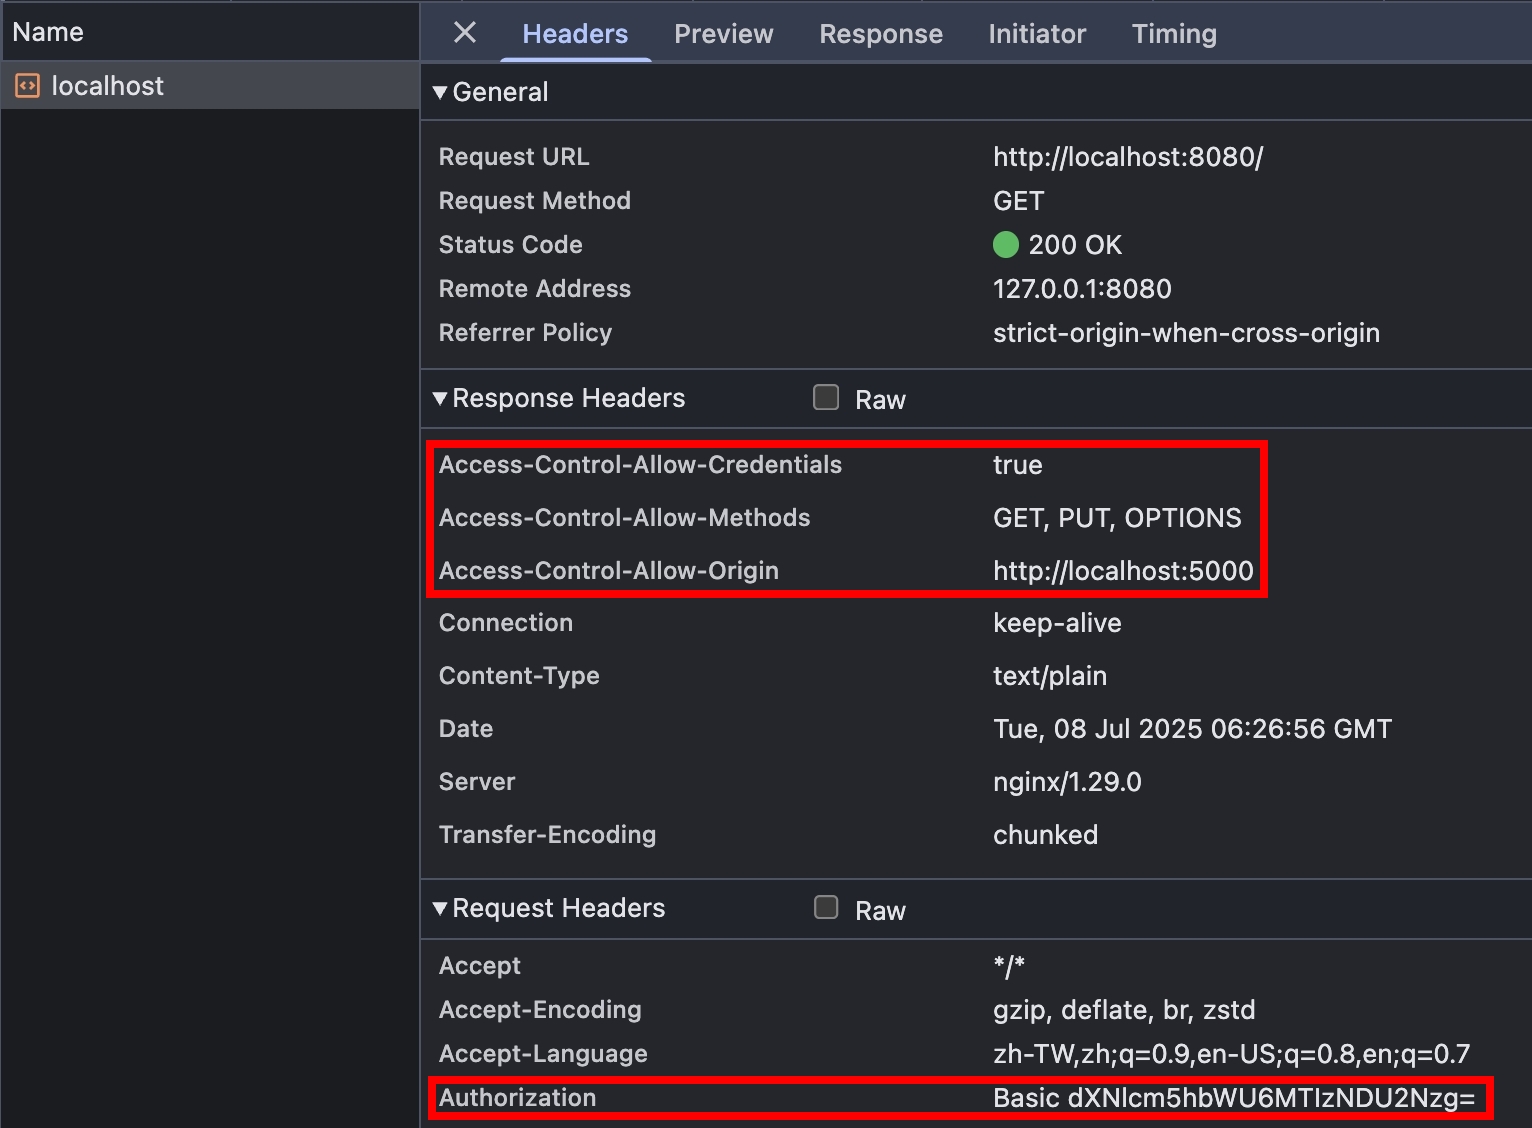 Name
Headers Preview Response Initiator Timing
localhost
General
Request URL http://localhost:8080/
Request Method GET
Status Code 200 OK
Remote Address 127.0.0.1:8080
Referrer Policy strict-origin-when-cross-origin
Response Headers Raw
Access-Control-Allow-Credentials true
Access-Control-Allow-Methods GET, PUT, OPTIONS
Access-Control-Allow-Origin http://localhost:5000
Connection keep-alive
Content-Type text/plain
Date Tue, 08 Jul 2025 06:26:56 GMT
Server nginx/1.29.0
Transfer-Encoding chunked
Request Headers Raw
Accept */*
Accept-Encoding gzip, deflate, br, zstd
Accept-Language zh-TW,zh;q=0.9,en-US;q=0.8,en;q=0.7
Authorization Basic dXNlcm5hbWU6MTIzNDU2Nzg=